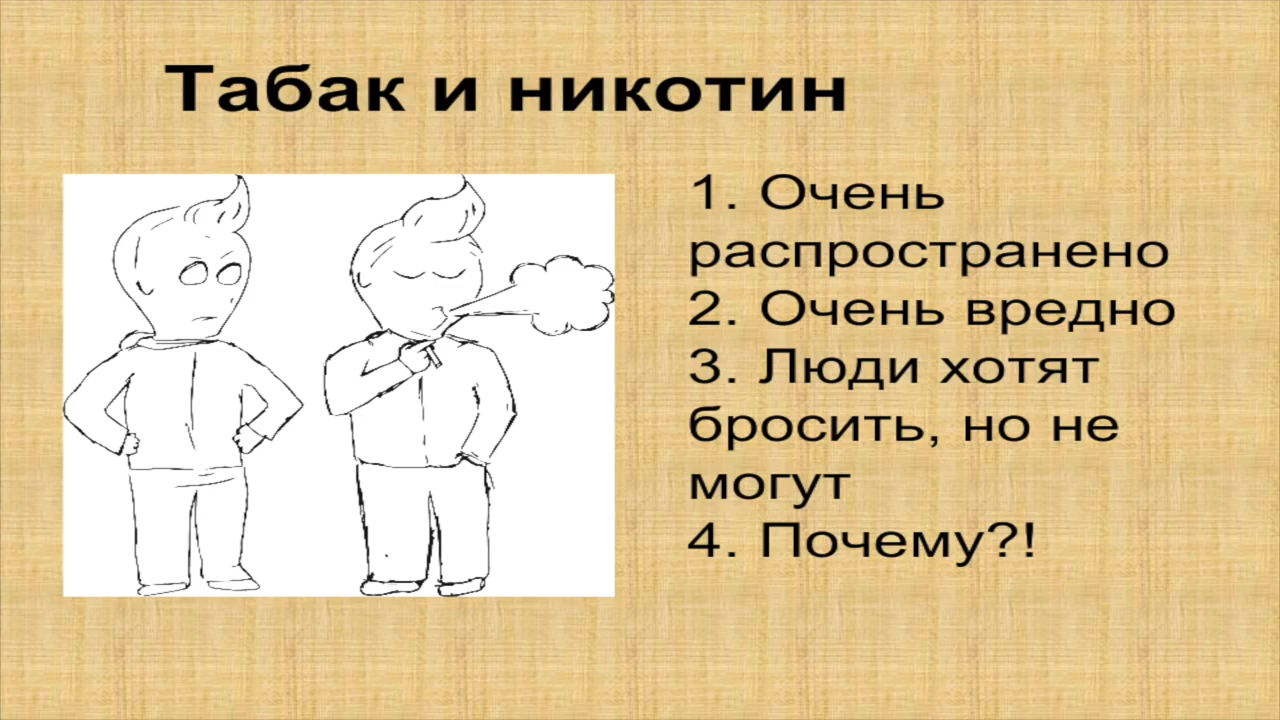 Табак и никотин
1. Очень
распространено
2. Очень вредно
3. Люди хотят
бросить, но не
могут
4. Почему?!